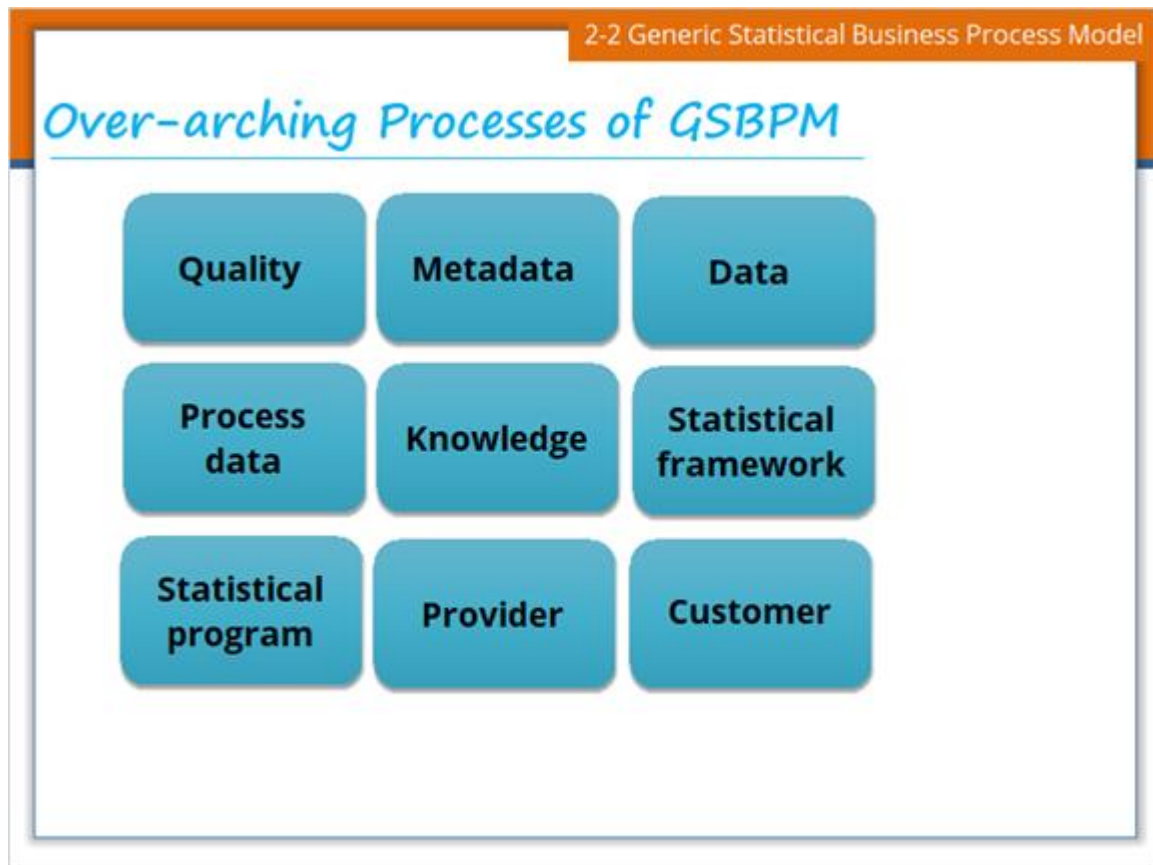 2-2 Generic Statistical Business Process Model
Over-arching Processes of GSBPM
Quality
Metadata
Data
Process
data
Knowledge
Statistical
framework
Statistical
program
Provider
Customer